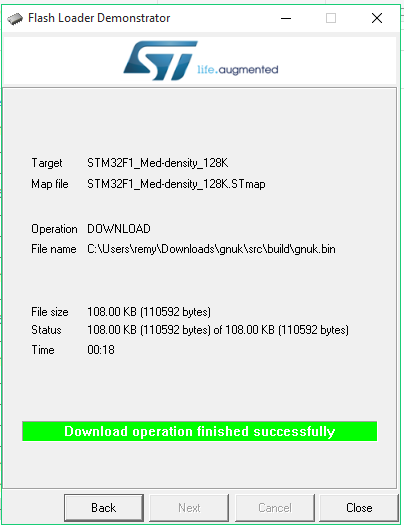 Flash Loader Demonstrator
ST life.augmented
Target STM32F1_Med-density_128K
Map file STM32F1_Med-density_128K.STmap
Operation DOWNLOAD
File name C:\Users\remy\Downloads\gnuk\src\build\gnuk.bin
File size 108.00 KB (110592 bytes)
Status 108.00 KB (110592 bytes) of 108.00 KB (110592 bytes)
Time 00:18
Download operation finished successfully
Back Next Cancel Close